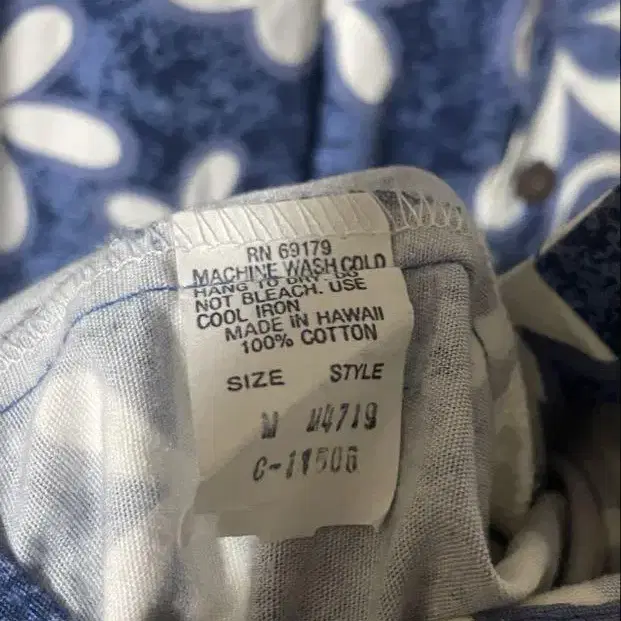 RN 69179
MACHINE WASH COLD
HANG TO DRY. DO
NOT BLEACH. USE
COOL IRON
MADE IN HAWAII
100% COTTON
SIZE STYLE
M M4719
C-11506